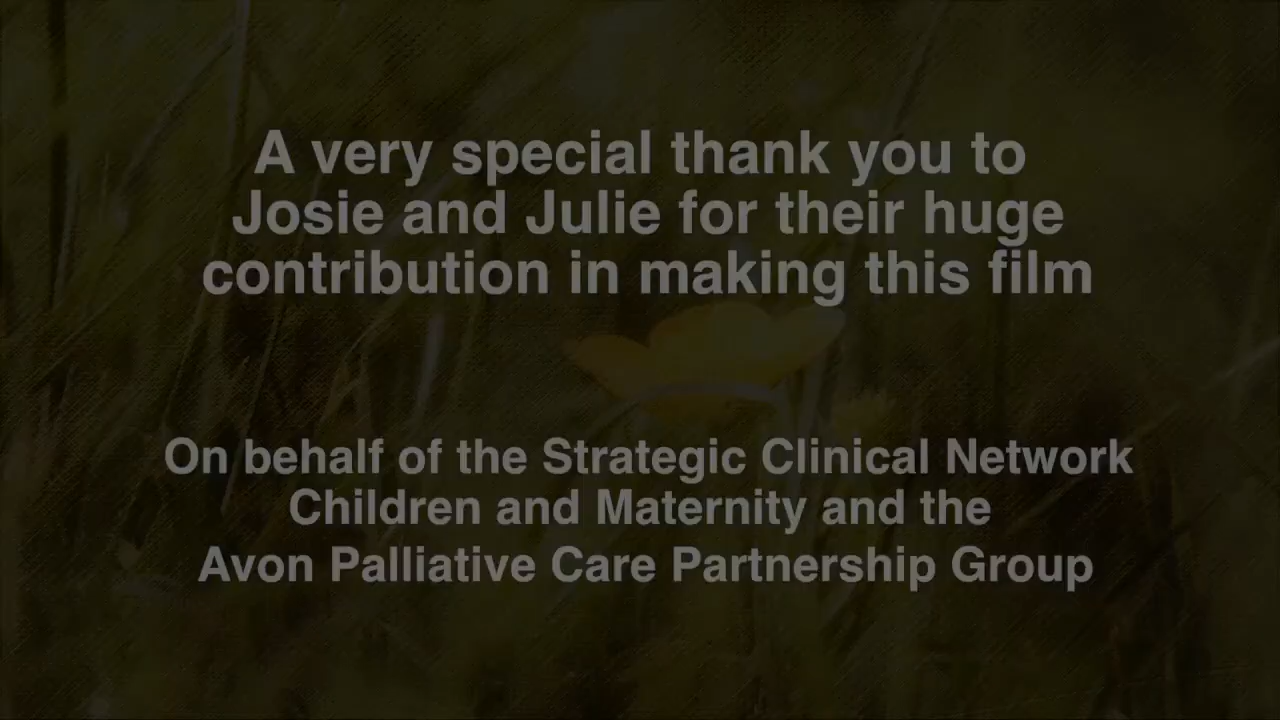 A very special thank you to
Josie and Julie for their huge
contribution in making this film
On behalf of the Strategic Clinical Network
Children and Maternity and the
Avon Palliative Care Partnership Group